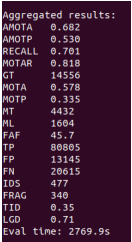 Aggregated results:
AMOTA 0.682
AMOTP 0.530
RECALL 0.701
MOTAR 0.818
GT 14556
MOTA 0.578
MOTP 0.335
MT 4432
ML 1604
FAF 45.7
TP 80805
FP 13145
FN 20615
IDS 477
FRAG 340
TID 0.35
LGD 0.71
Eval time: 2769.9s